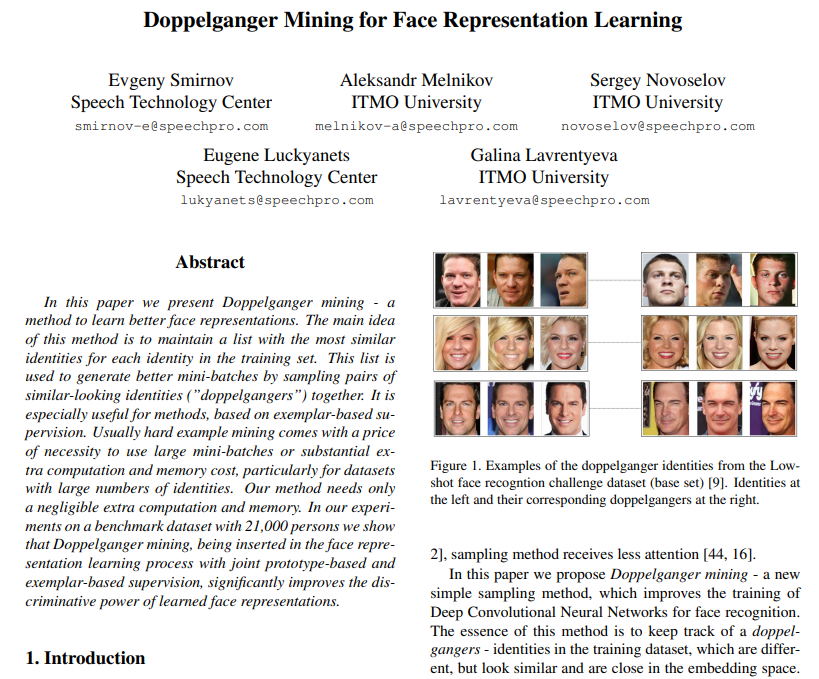 Doppelganger Mining for Face Representation Learning
Evgeny Smirnov
Speech Technology Center
smirnov-e@speechpro.com
Aleksandr Melnikov
ITMO University
melnikov-a@speechpro.com
Sergey Novoselov
ITMO University
novoselov@speechpro.com
Eugene Luckyanets
Speech Technology Center
lukyanets@speechpro.com
Galina Lavrentyeva
ITMO University
lavrentyeva@speechpro.com
Abstract
In this paper we present Doppelganger mining - a
method to learn better face representations. The main idea
of this method is to maintain a list with the most similar
identities for each identity in the training set. This list is
used to generate better mini-batches by sampling pairs of
similar-looking identities (”doppelgangers”) together. It is
especially useful for methods, based on exemplar-based su-
pervision. Usually hard example mining comes with a price
of necessity to use large mini-batches or substantial ex-
tra computation and memory cost, particularly for datasets
with large numbers of identities. Our method needs only
a negligible extra computation and memory. In our experi-
ments on a benchmark dataset with 21,000 persons we show
that Doppelganger mining, being inserted in the face repre-
sentation learning process with joint prototype-based and
exemplar-based supervision, significantly improves the dis-
criminative power of learned face representations.
1. Introduction
Figure 1. Examples of the doppelganger identities from the Low-
shot face recogntion challenge dataset (base set) [9]. Identities at
the left and their corresponding doppelgangers at the right.
2], sampling method receives less attention [44, 16].
In this paper we propose Doppelganger mining - a new
simple sampling method, which improves the training of
Deep Convolutional Neural Networks for face recognition.
The essence of this method is to keep track of a doppel-
gangers - identities in the training dataset, which are differ-
ent, but look similar and are close in the embedding space.